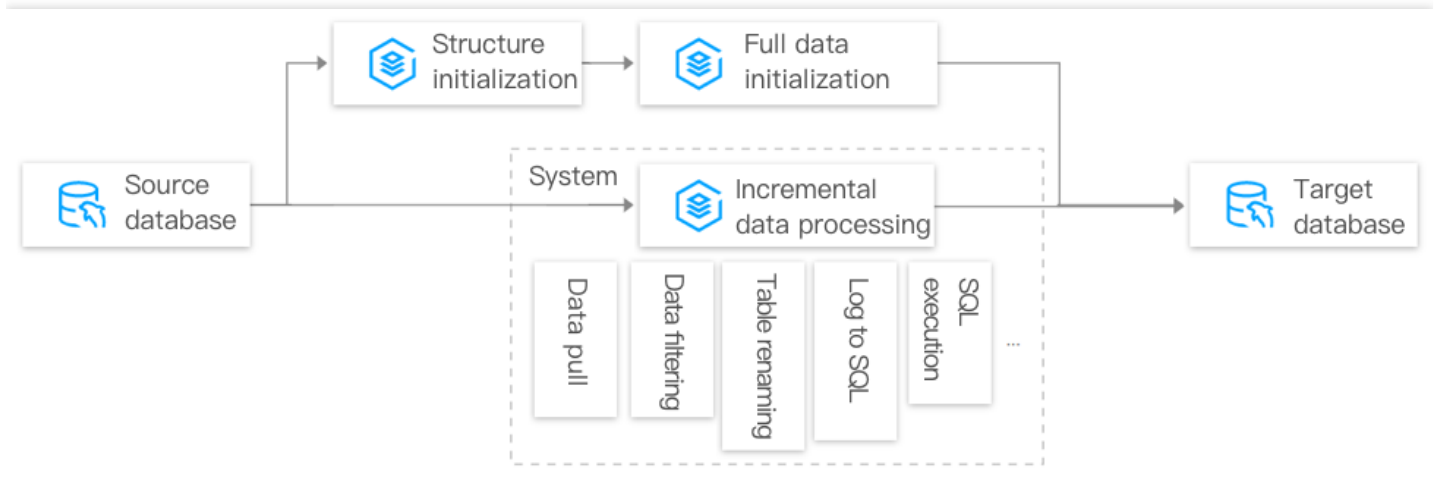 Structure
initialization
Full data
initialization
Source
database
System
Incremental
data processing
Target
database
Data pull
Data filtering
Table renaming
Log to SQL
SQL
execution
...